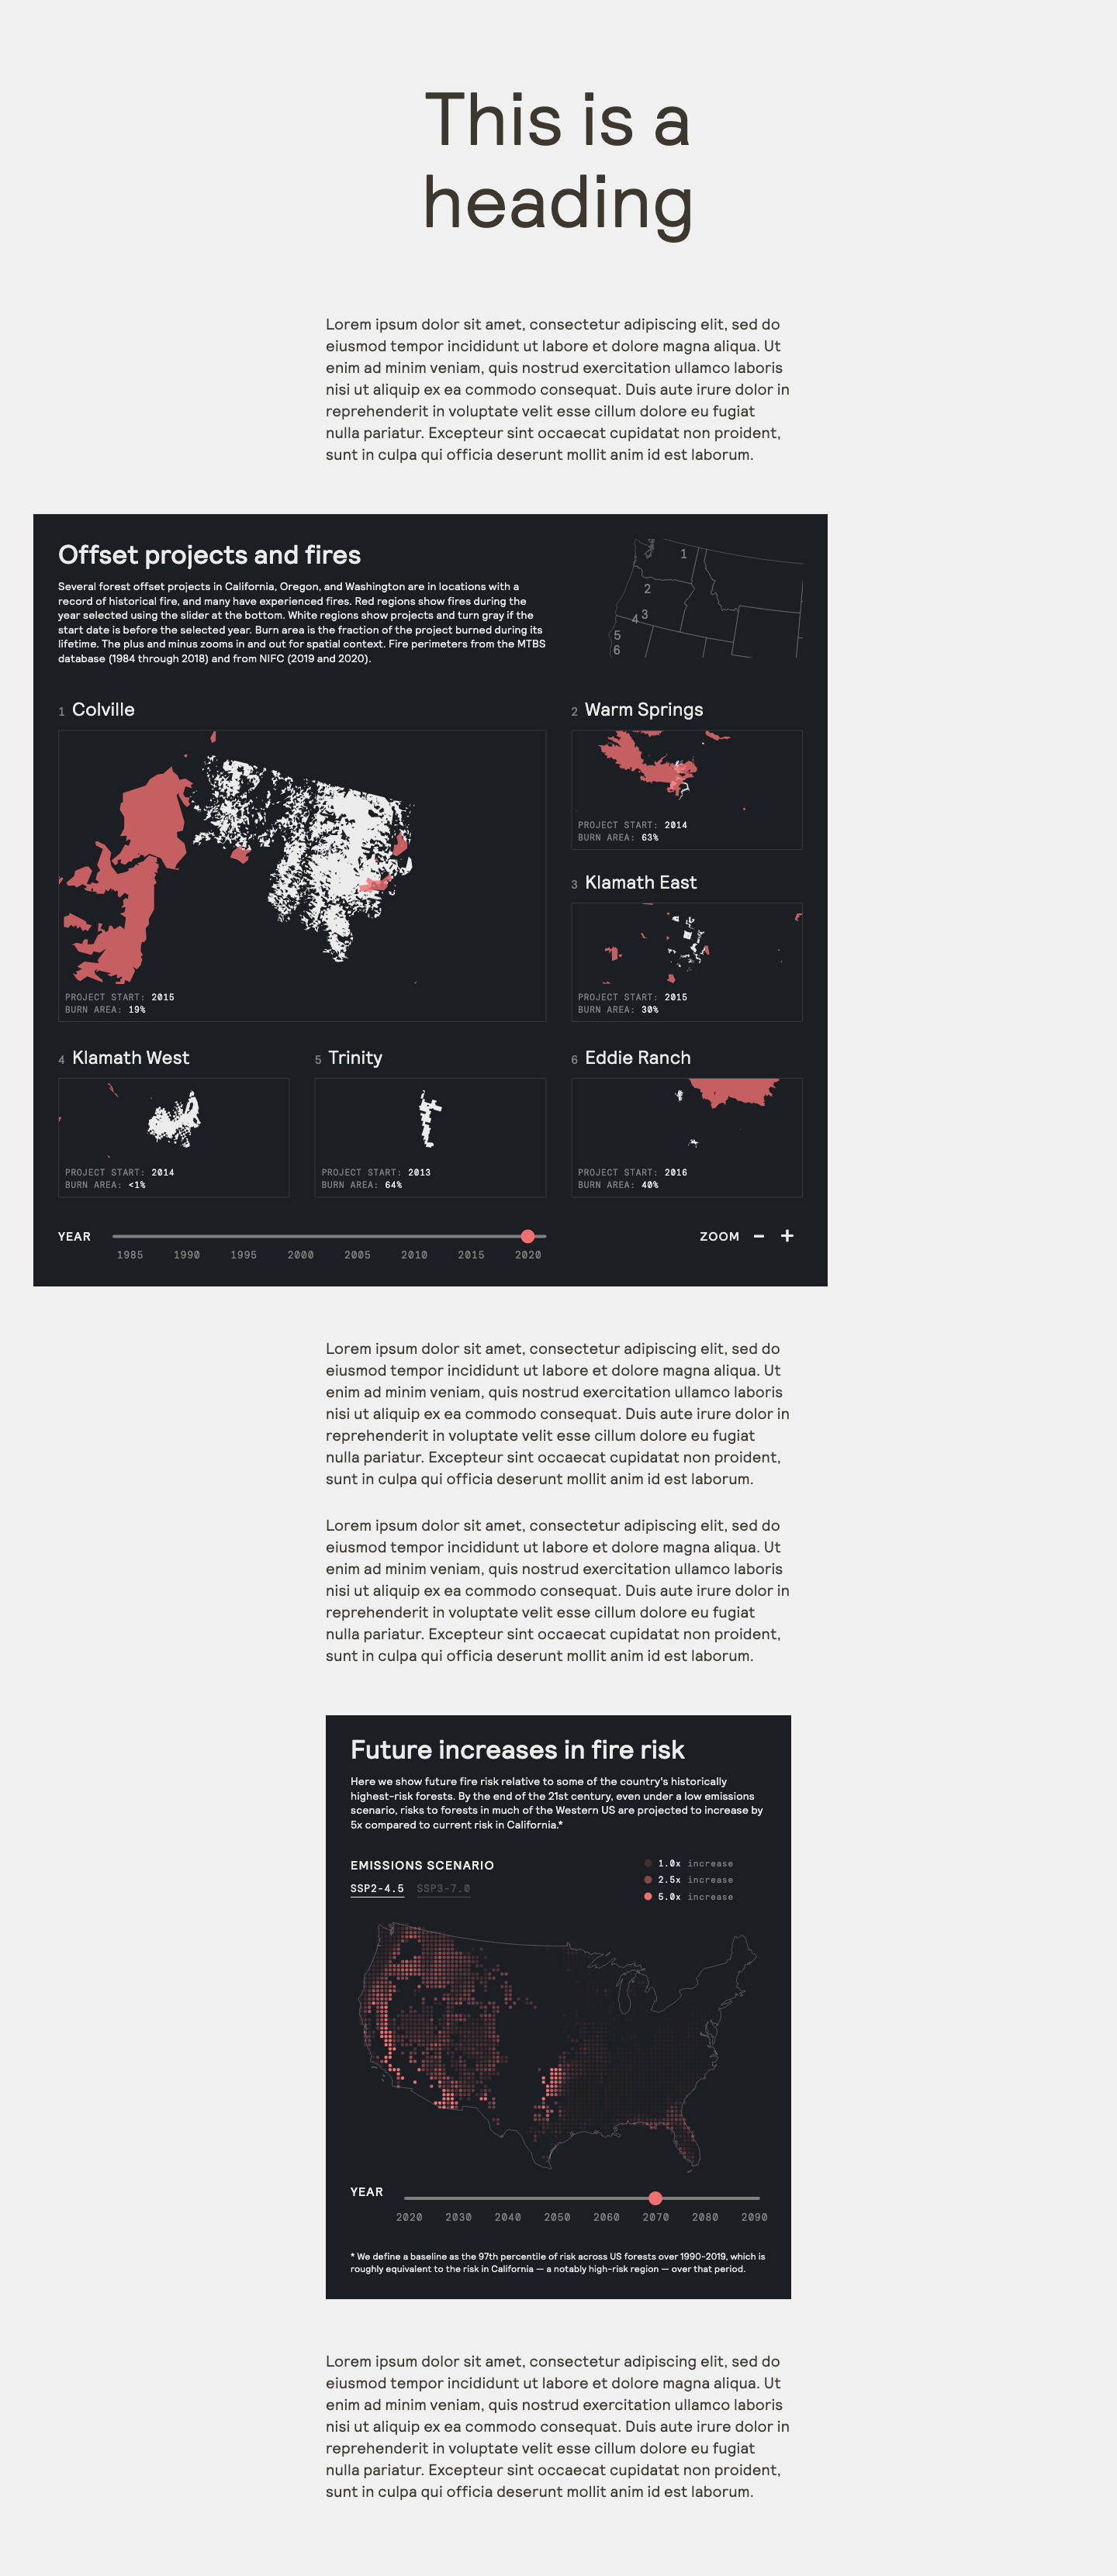 This is a
heading
Lorem ipsum dolor sit amet, consectetur adipiscing elit, sed do
eiusmod tempor incididunt ut labore et dolore magna aliqua. Ut
enim ad minim veniam, quis nostrud exercitation ullamco laboris
nisi ut aliquip ex ea commodo consequat. Duis aute irure dolor in
reprehenderit in voluptate velit esse cillum dolore eu fugiat
nulla pariatur. Excepteur sint occaecat cupidatat non proident,
sunt in culpa qui officia deserunt mollit anim id est laborum.
Offset projects and fires
Several forest offset projects in California, Oregon, and Washington are in locations with a
record of historical fire, and many have experienced fires. Red regions show fires during the
year selected using the slider at the bottom. White regions show projects and turn gray if the
start date is before the selected year. Burn area is the fraction of the project burned during its
lifetime. The plus and minus zooms in and out for spatial context. Fire perimeters from the MTBS
database (1984 through 2018) and from NIFC (2019 and 2020).
1
2
4 3
5
6
1 Colville
PROJECT START: 2015
BURN AREA: 19%
2 Warm Springs
PROJECT START: 2014
BURN AREA: 63%
3 Klamath East
PROJECT START: 2015
BURN AREA: 30%
4 Klamath West
PROJECT START: 2014
BURN AREA: <1%
5 Trinity
PROJECT START: 2013
BURN AREA: 64%
6 Eddie Ranch
PROJECT START: 2016
BURN AREA: 40%
YEAR
1985 1990 1995 2000 2005 2010 2015 2020
ZOOM − +
Lorem ipsum dolor sit amet, consectetur adipiscing elit, sed do
eiusmod tempor incididunt ut labore et dolore magna aliqua. Ut
enim ad minim veniam, quis nostrud exercitation ullamco laboris
nisi ut aliquip ex ea commodo consequat. Duis aute irure dolor in
reprehenderit in voluptate velit esse cillum dolore eu fugiat
nulla pariatur. Excepteur sint occaecat cupidatat non proident,
sunt in culpa qui officia deserunt mollit anim id est laborum.
Lorem ipsum dolor sit amet, consectetur adipiscing elit, sed do
eiusmod tempor incididunt ut labore et dolore magna aliqua. Ut
enim ad minim veniam, quis nostrud exercitation ullamco laboris
nisi ut aliquip ex ea commodo consequat. Duis aute irure dolor in
reprehenderit in voluptate velit esse cillum dolore eu fugiat
nulla pariatur. Excepteur sint occaecat cupidatat non proident,
sunt in culpa qui officia deserunt mollit anim id est laborum.
Future increases in fire risk
Here we show future fire risk relative to some of the country's historically
highest-risk forests. By the end of the 21st century, even under a low emissions
scenario, risks to forests in much of the Western US are projected to increase by
5x compared to current risk in California.*
EMISSIONS SCENARIO
SSP2-4.5 SSP3-7.0
1.0x increase
2.5x increase
5.0x increase
YEAR
2020 2030 2040 2050 2060 2070 2080 2090
* We define a baseline as the 97th percentile of risk across US forests over 1990-2019, which is
roughly equivalent to the risk in California — a notably high-risk region — over that period.
Lorem ipsum dolor sit amet, consectetur adipiscing elit, sed do
eiusmod tempor incididunt ut labore et dolore magna aliqua. Ut
enim ad minim veniam, quis nostrud exercitation ullamco laboris
nisi ut aliquip ex ea commodo consequat. Duis aute irure dolor in
reprehenderit in voluptate velit esse cillum dolore eu fugiat
nulla pariatur. Excepteur sint occaecat cupidatat non proident,
sunt in culpa qui officia deserunt mollit anim id est laborum.